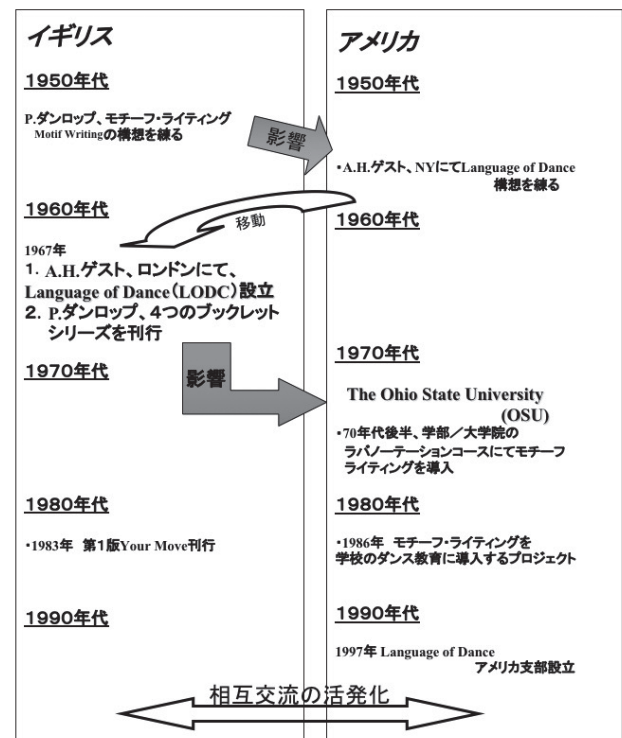 イギリス
1950年代
P.ダンロップ、モチーフ・ライティング
Motif Writingの構想を練る
影響
1960年代
移動
1967年
1. A.H.ゲスト、ロンドンにて、
Language of Dance（LODC）設立
2. P.ダンロップ、4つのブックレット
シリーズを刊行
1970年代
影響
1980年代
・1983年 第1版Your Move刊行
1990年代
アメリカ
1950年代
・A.H.ゲスト、NYにてLanguage of Dance
構想を練る
1960年代
1970年代
The Ohio State University
(OSU)
・70年代後半、学部／大学院の
ラバノーテーションコースにてモチーフ
ライティングを導入
1980年代
・1986年 モチーフ・ライティングを
学校のダンス教育に導入するプロジェクト
1990年代
1997年 Language of Dance
アメリカ支部設立
相互交流の活発化